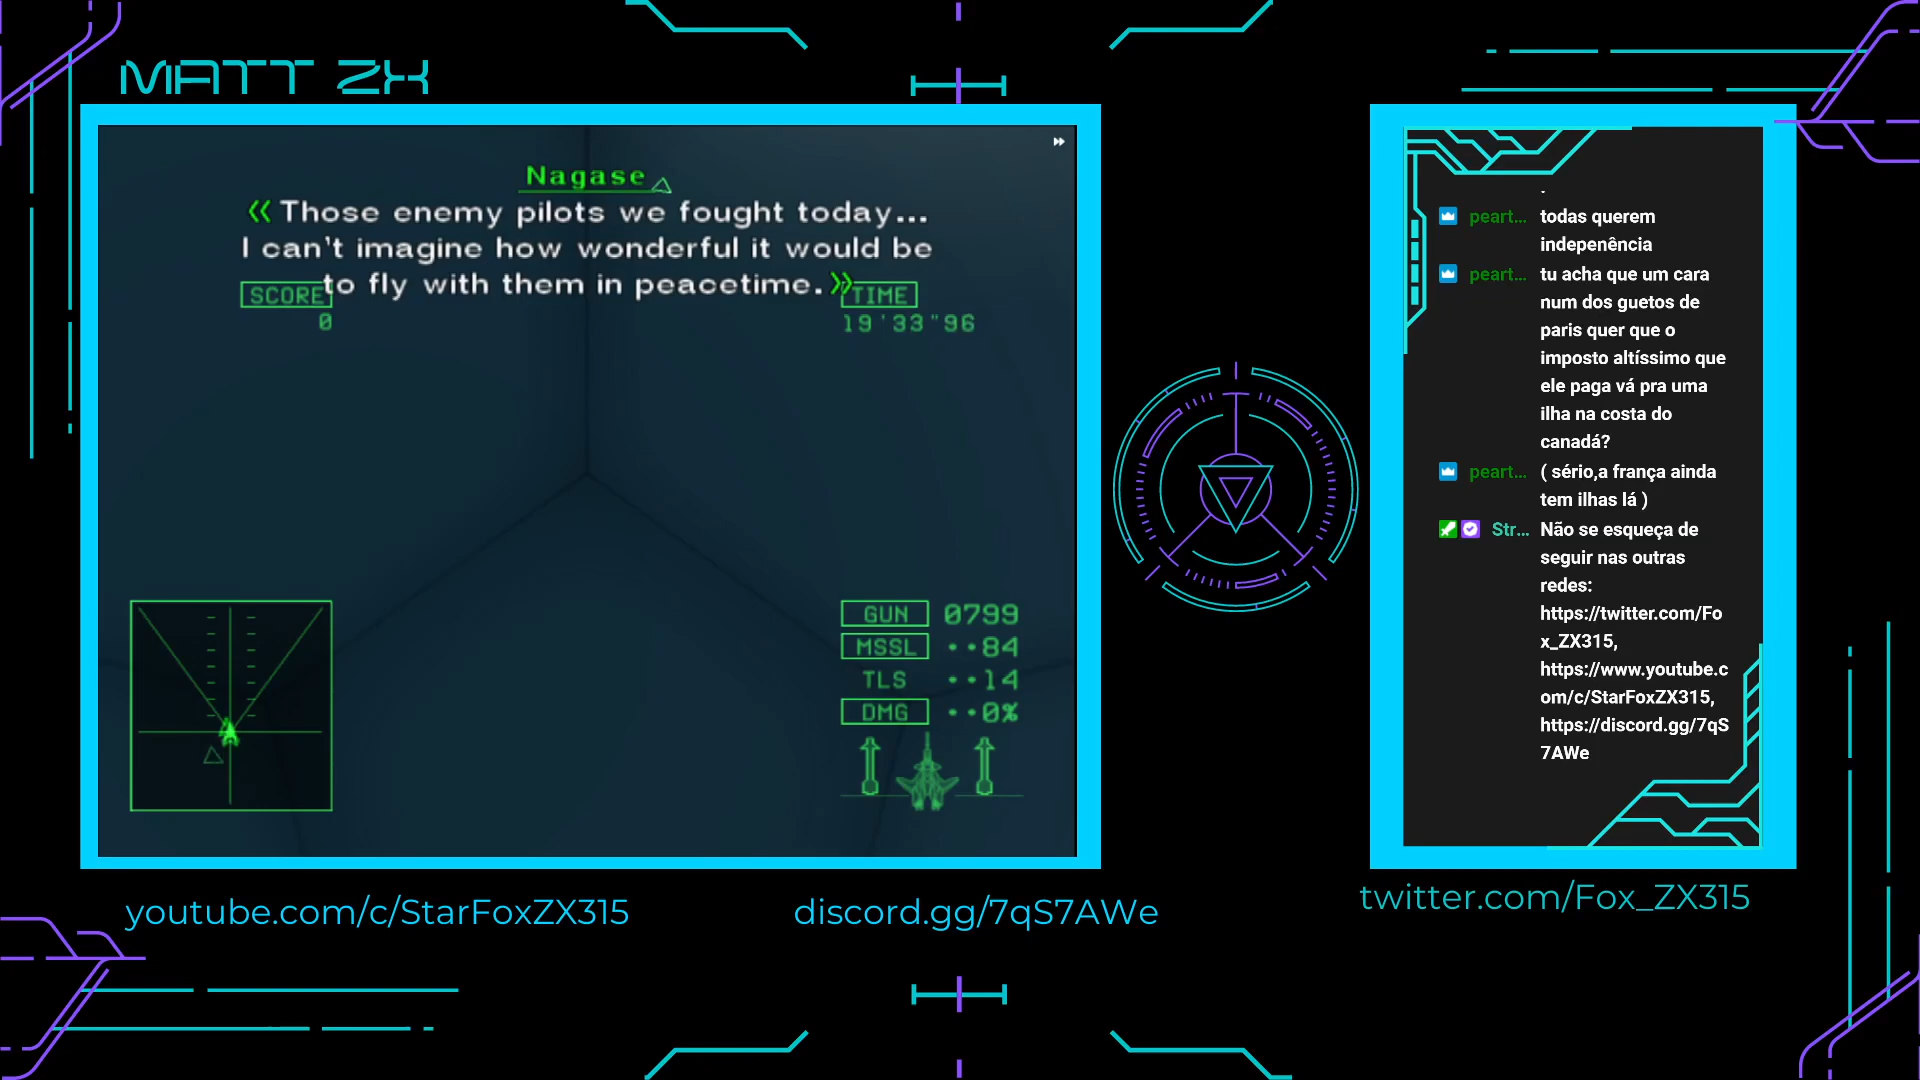 MATT ZX
Nagase
《Those enemy pilots we fought today...
I can't imagine how wonderful it would be
to fly with them in peacetime.》
SCORE
0
TIME
19'33"96
GUN 0799
MSSL ••84
TLS ••14
DMG ••0%
peart... todas querem
indepenência
peart... tu acha que um cara
num dos guetos de
paris quer que o
imposto altíssimo que
ele paga vá pra uma
ilha na costa do
canadá?
peart... ( sério,a frança ainda
tem ilhas lá )
Str... Não se esqueça de
seguir nas outras
redes:
https://twitter.com/Fo
x_ZX315,
https://www.youtube.c
om/c/StarFoxZX315,
https://discord.gg/7qS
7AWe
youtube.com/c/StarFoxZX315
discord.gg/7qS7AWe
twitter.com/Fox_ZX315